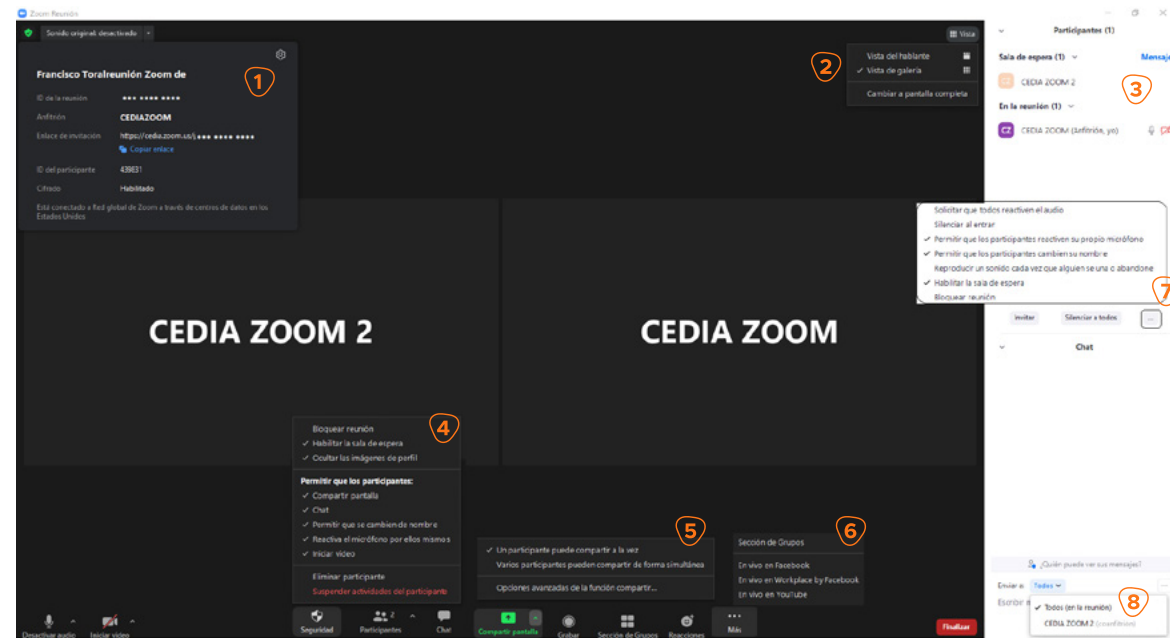 Zoom Reunión
Sonido original: desactivado
Vista
Francisco Toralreunión Zoom de
1
ID de la reunión ••• •••• ••••
Anfitrión CEDIAZOOM
Enlace de invitación https://cedia.zoom.us/j ••• •••• ••••
Copiar enlace
ID del participante 439831
Cifrado Habilitado
Está conectado a Red global de Zoom a través de centros de datos en los
Estados Unidos
2
Vista del hablante
✓ Vista de galería
Cambiar a pantalla completa
Participantes (1)
Sala de espera (1) Mensaje
CEDIA ZOOM 2
3
En la reunión (1)
CZ CEDIA ZOOM (Anfitrión, yo)
Solicitar que todos reactiven el audio
Silenciar al entrar
✓ Permitir que los participantes reactiven su propio micrófono
✓ Permitir que los participantes cambien su nombre
Reproducir un sonido cada vez que alguien se una o abandone
✓ Habilitar la sala de espera
Bloquear reunión
7
Invitar Silenciar a todos ...
Chat
CEDIA ZOOM 2
CEDIA ZOOM
4
Bloquear reunión
✓ Habilitar la sala de espera
✓ Ocultar las imágenes de perfil
Permitir que los participantes:
✓ Compartir pantalla
✓ Chat
✓ Permitir que se cambien de nombre
✓ Reactiva el micrófono por ellos mismos
✓ Iniciar video
Eliminar participante
Suspender actividades del participante
5
✓ Un participante puede compartir a la vez
Varios participantes pueden compartir de forma simultánea
Opciones avanzadas de la función compartir...
6
Sección de Grupos
En vivo en Facebook
En vivo en Workplace by Facebook
En vivo en YouTube
¿Quién puede ver sus mensajes?
Enviar a: Todos
Escribir
✓ Todos (en la reunión)
CEDIA ZOOM 2 (coanfitrión)
8
Desactivar audio Iniciar video Seguridad Participantes 2 Chat Compartir pantalla Grabar Sección de Grupos Reacciones Más Finalizar